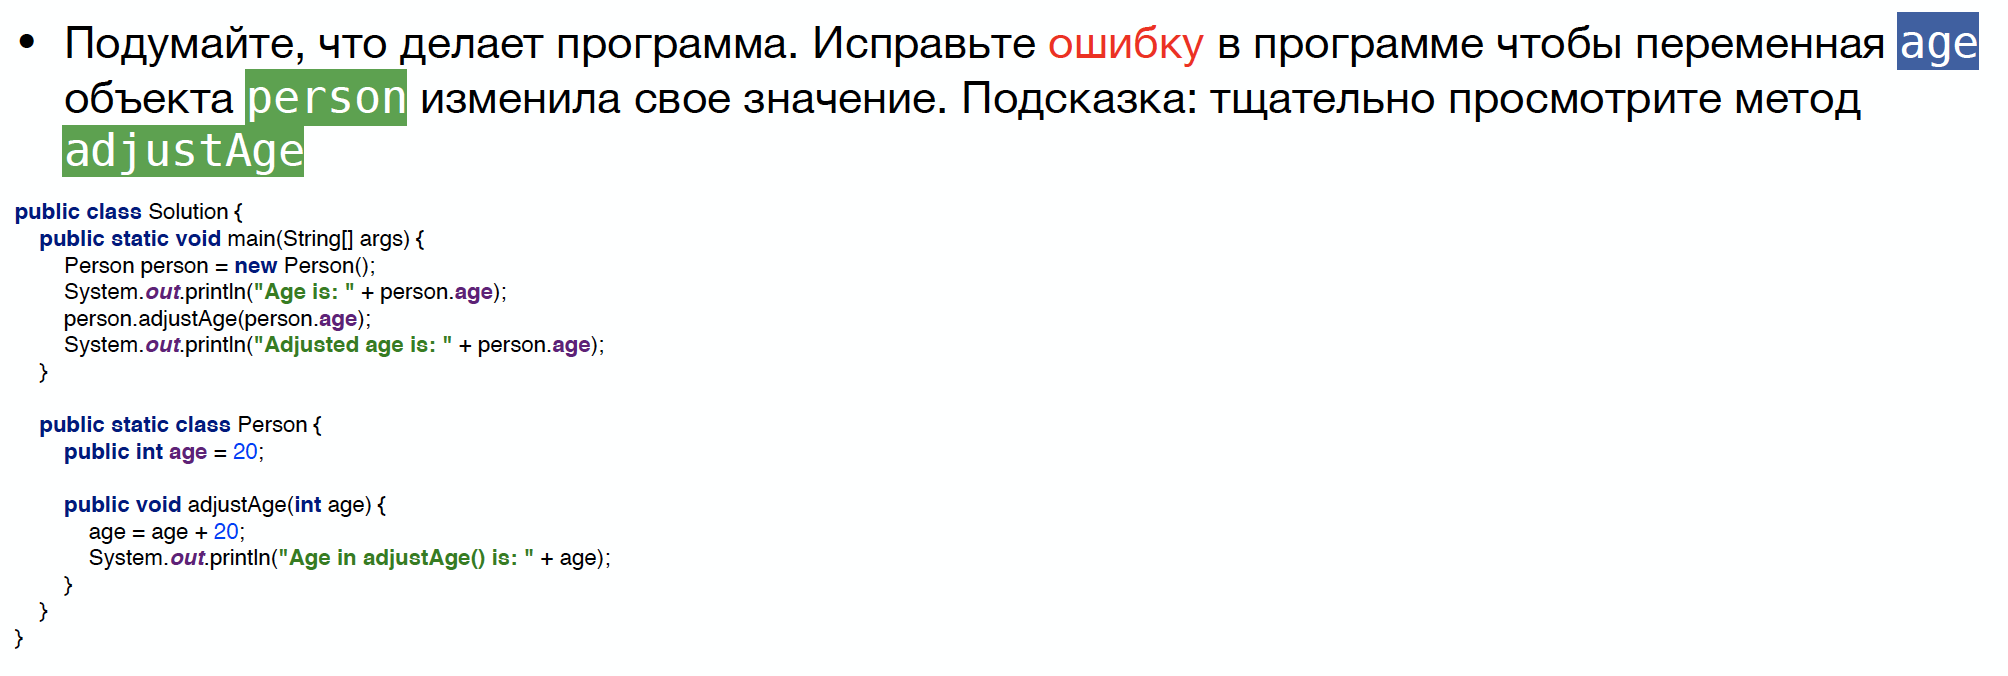 • Подумайте, что делает программа. Исправьте ошибку в программе чтобы переменная age
объекта person изменила свое значение. Подсказка: тщательно просмотрите метод
adjustAge
public class Solution {
    public static void main(String[] args) {
        Person person = new Person();
        System.out.println("Age is: " + person.age);
        person.adjustAge(person.age);
        System.out.println("Adjusted age is: " + person.age);
    }
    public static class Person {
        public int age = 20;
        public void adjustAge(int age) {
            age = age + 20;
            System.out.println("Age in adjustAge() is: " + age);
        }
    }
}